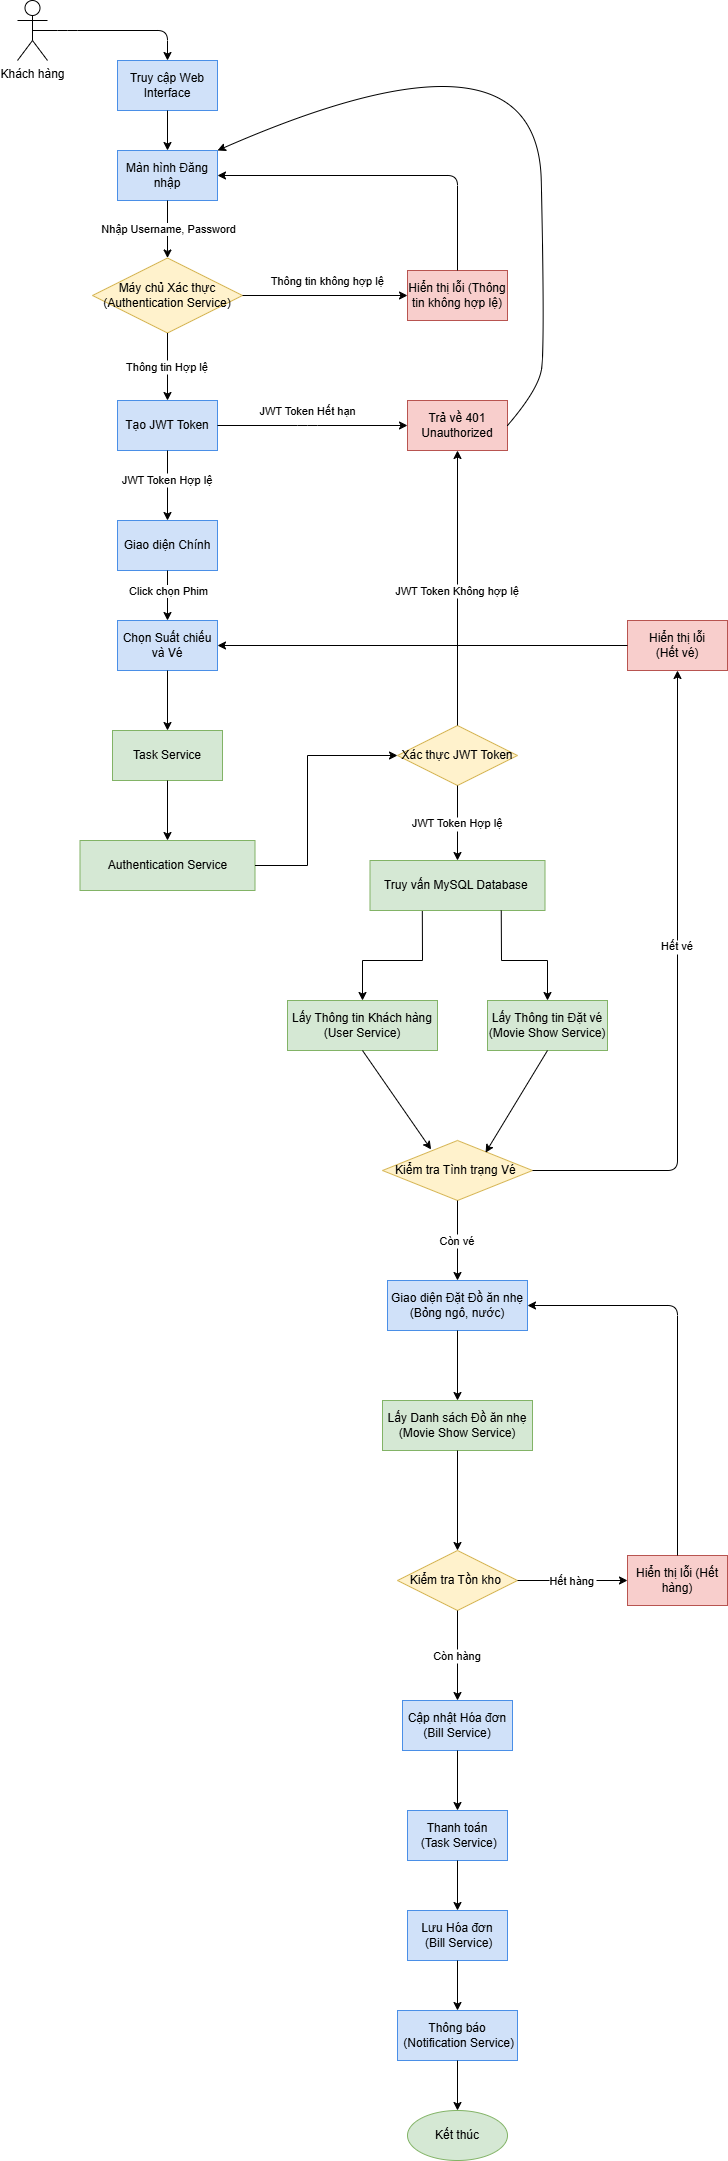 Khách hàng
Truy cập Web
Interface
Màn hình Đăng
nhập
Nhập Username, Password
Máy chủ Xác thực
(Authentication Service)
Thông tin không hợp lệ
Hiển thị lỗi (Thông
tin không hợp lệ)
Thông tin Hợp lệ
Tạo JWT Token
JWT Token Hết hạn
Trả về 401
Unauthorized
JWT Token Hợp lệ
Giao diện Chính
Click chọn Phim
JWT Token Không hợp lệ
Chọn Suất chiếu
và Vé
Hiển thị lỗi
(Hết vé)
Task Service
Xác thực JWT Token
Authentication Service
JWT Token Hợp lệ
Truy vấn MySQL Database
Hết vé
Lấy Thông tin Khách hàng
(User Service)
Lấy Thông tin Đặt vé
(Movie Show Service)
Kiểm tra Tình trạng Vé
Còn vé
Giao diện Đặt Đồ ăn nhẹ
(Bỏng ngô, nước)
Lấy Danh sách Đồ ăn nhẹ
(Movie Show Service)
Kiểm tra Tồn kho
Hết hàng
Hiển thị lỗi (Hết
hàng)
Còn hàng
Cập nhật Hóa đơn
(Bill Service)
Thanh toán
(Task Service)
Lưu Hóa đơn
(Bill Service)
Thông báo
(Notification Service)
Kết thúc